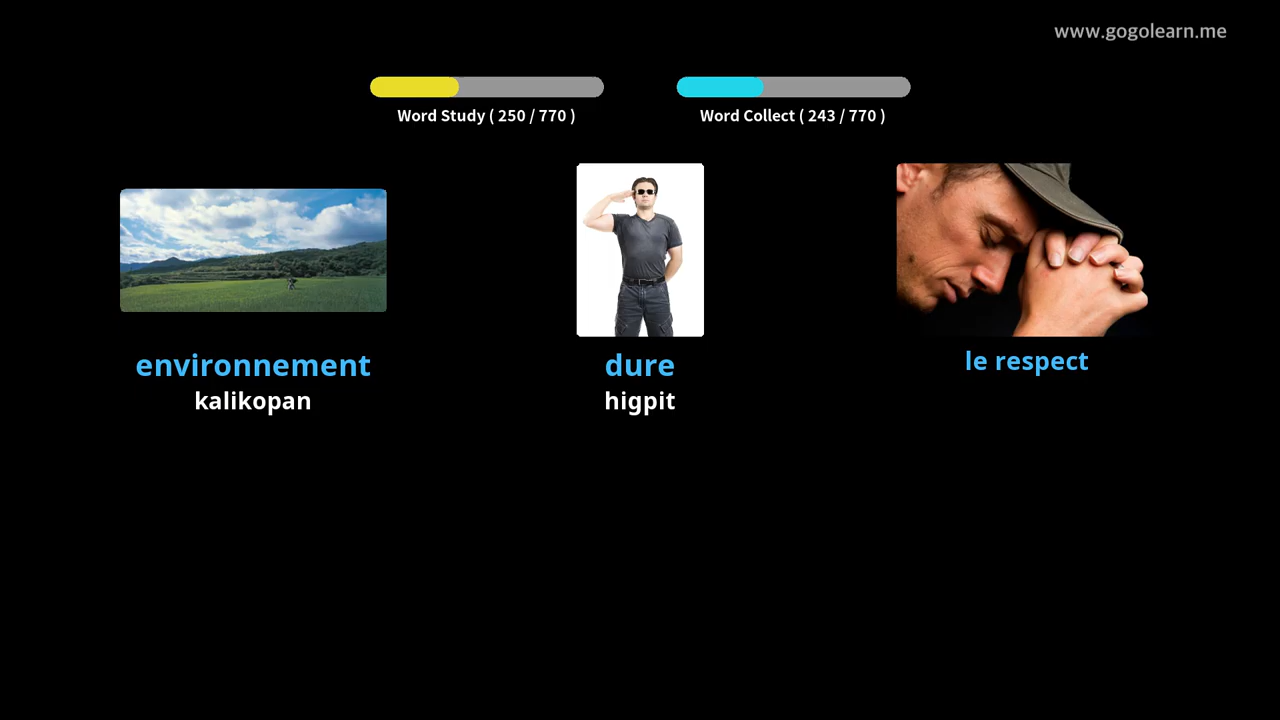 www.gogolearn.me
Word Study ( 250 / 770 )
Word Collect ( 243 / 770 )
environnement
kalikopan
dure
higpit
le respect